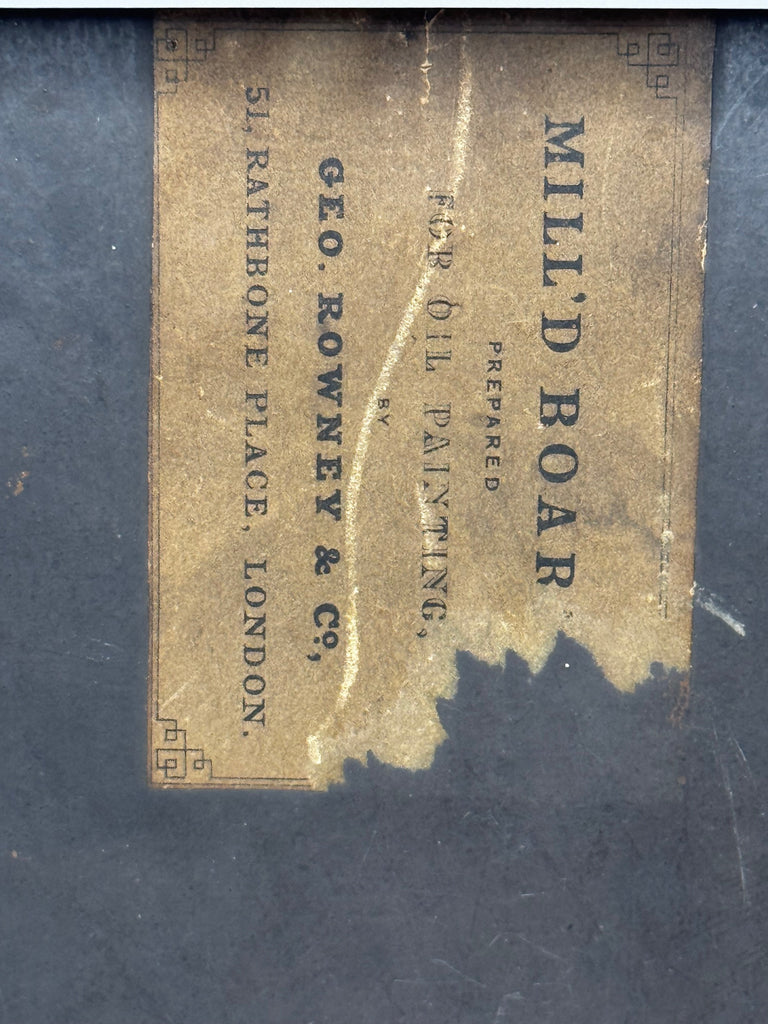 MILL'D BOAR
PREPARED
FOR OIL PAINTING,
BY
GEO. ROWNEY & Co,
51, RATHBONE PLACE, LONDON.